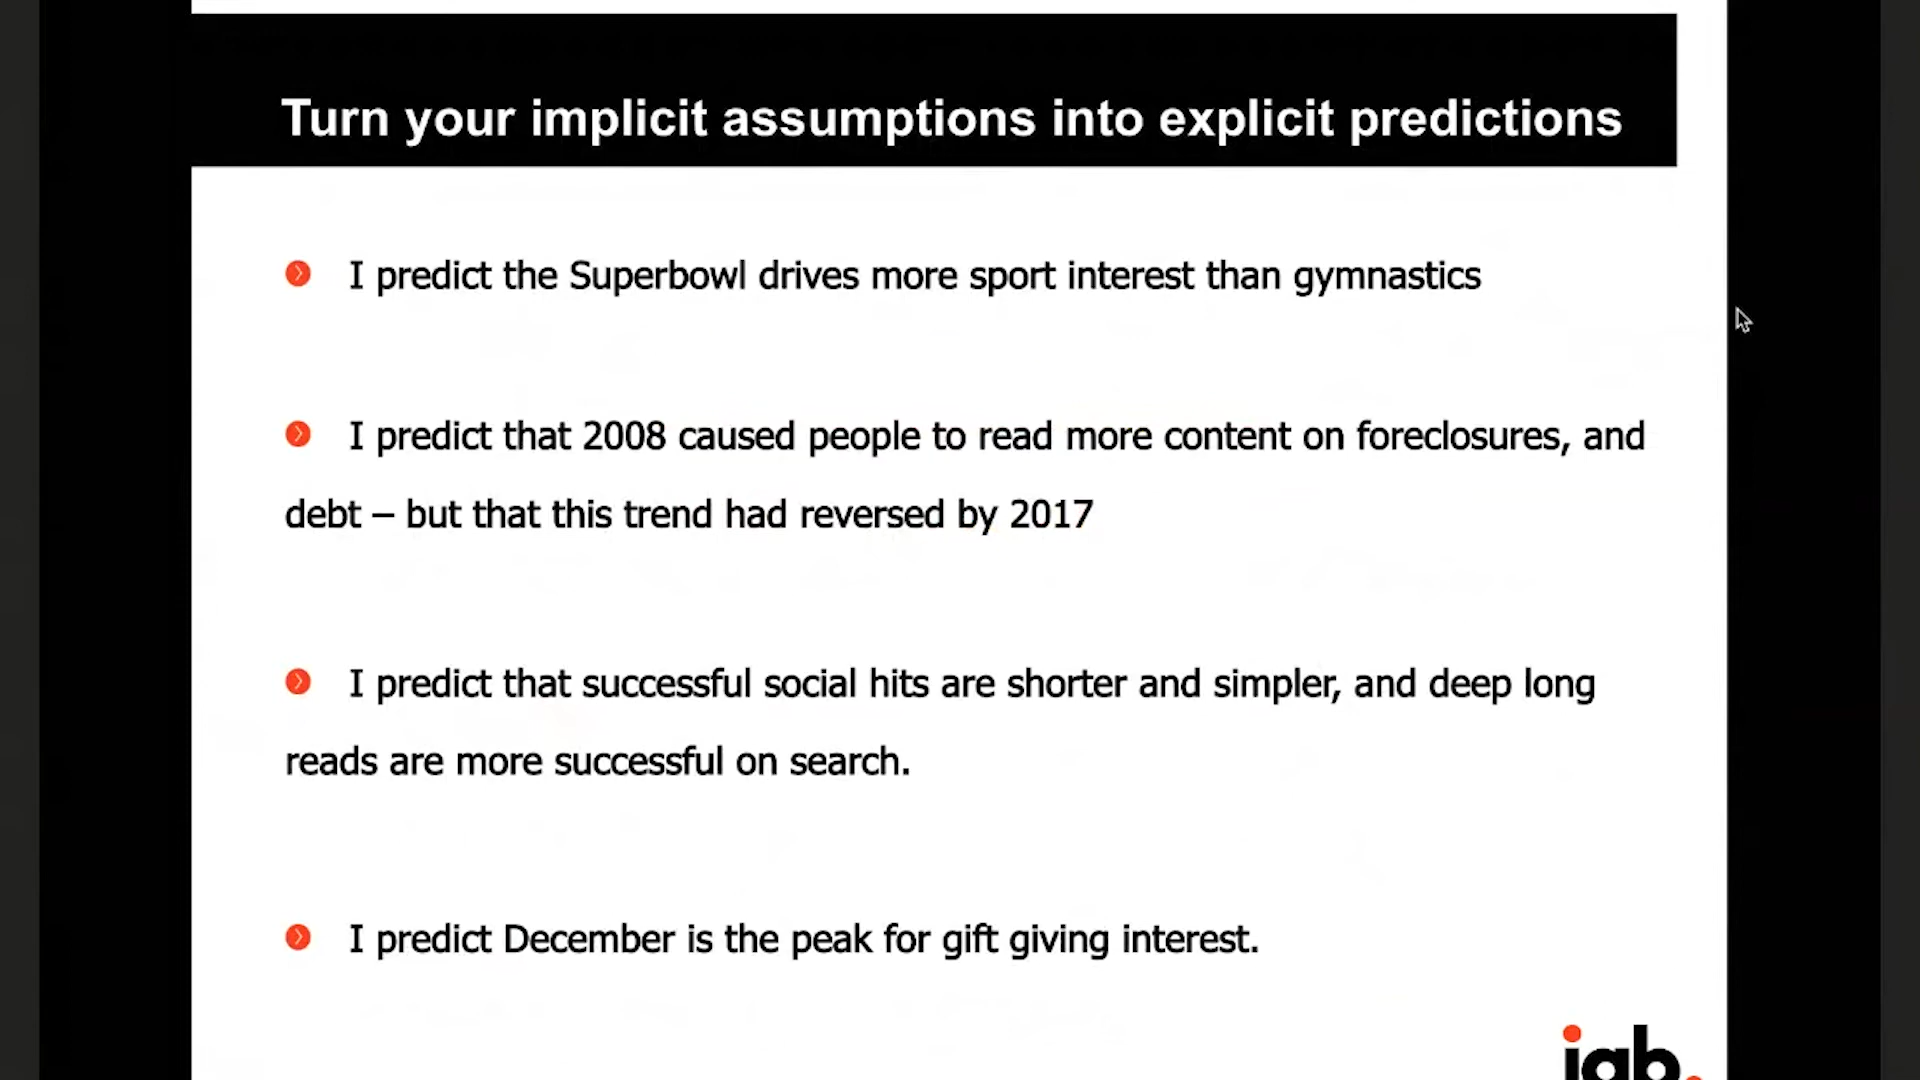 Turn your implicit assumptions into explicit predictions
I predict the Superbowl drives more sport interest than gymnastics
I predict that 2008 caused people to read more content on foreclosures, and
debt – but that this trend had reversed by 2017
I predict that successful social hits are shorter and simpler, and deep long
reads are more successful on search.
I predict December is the peak for gift giving interest.
iab.